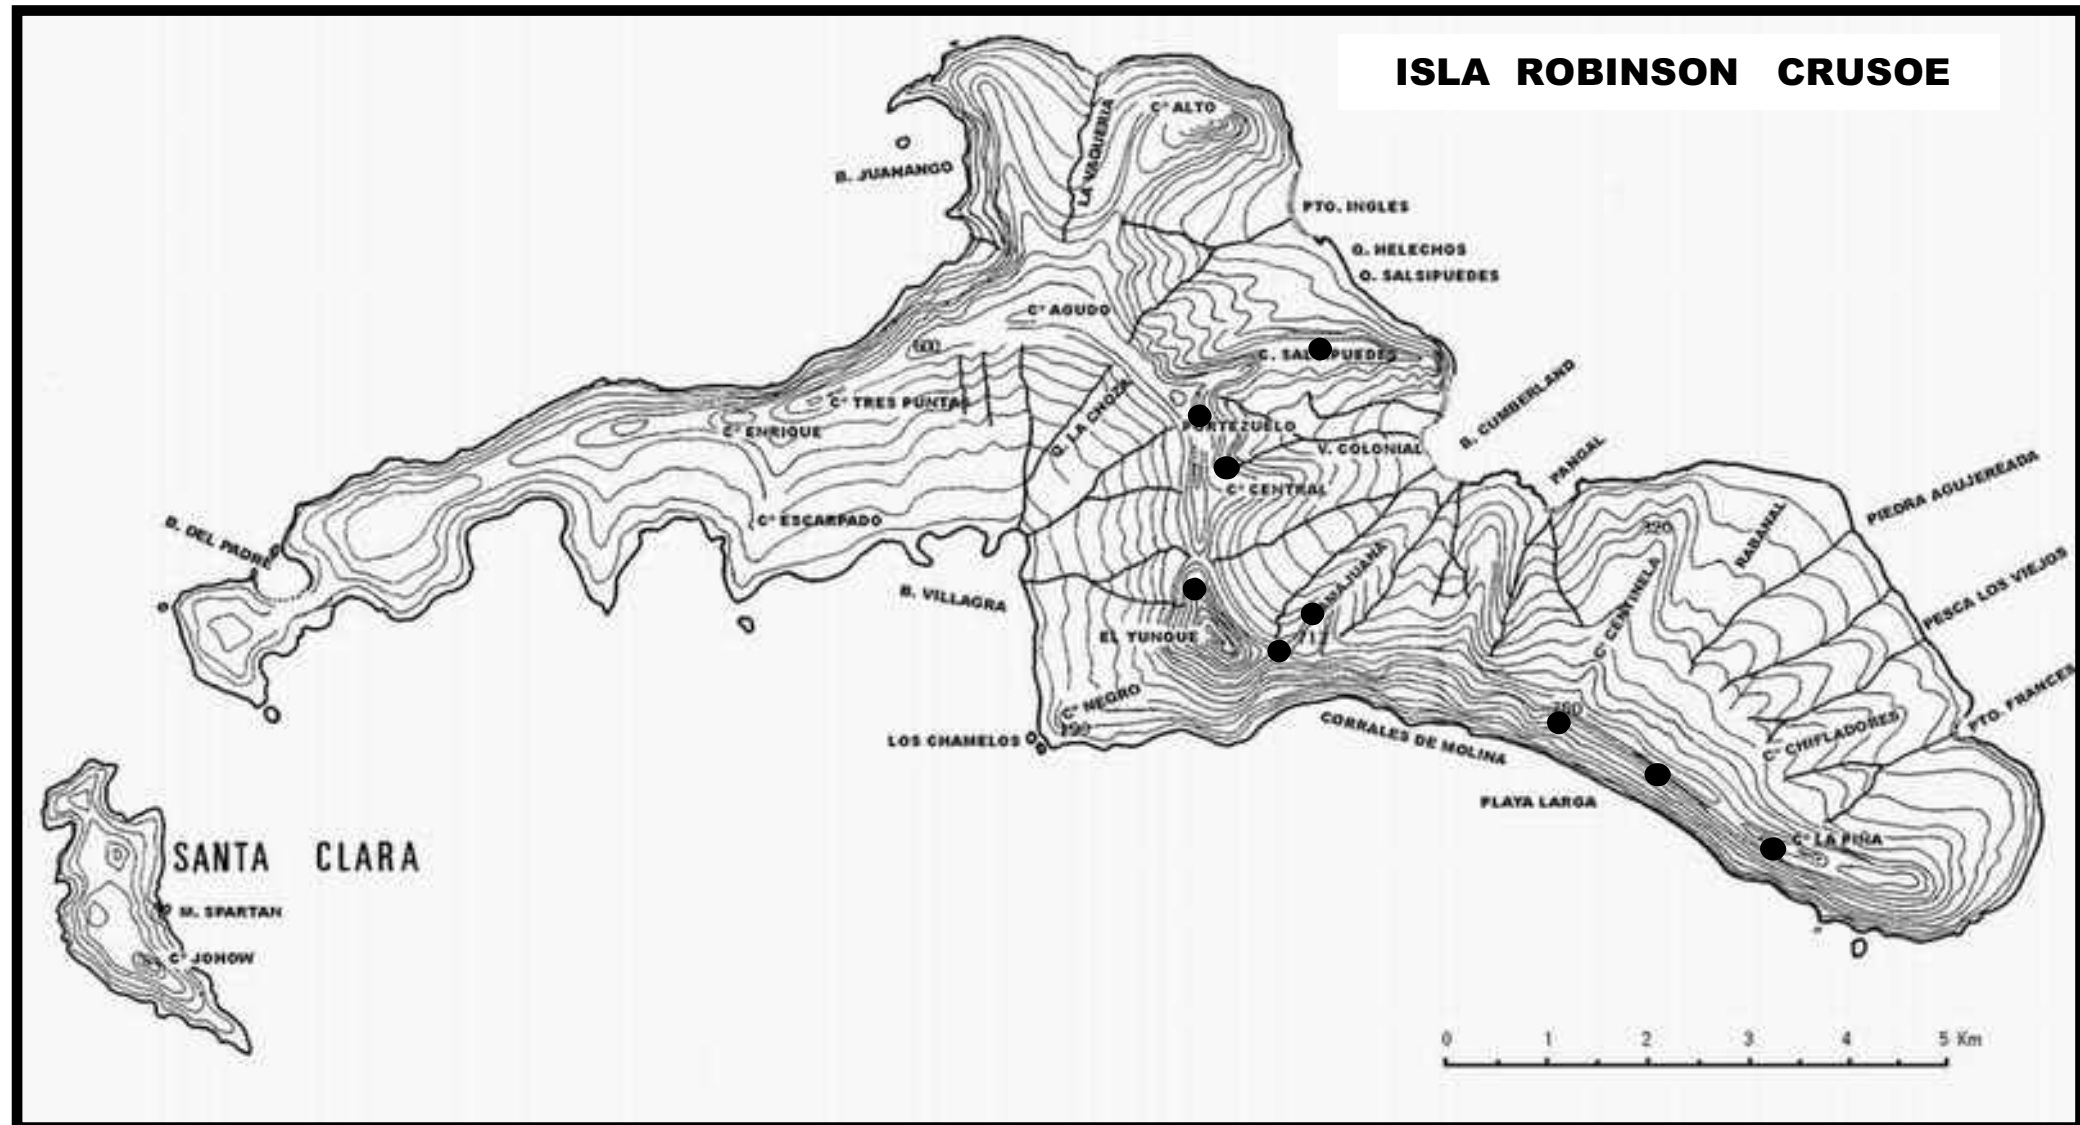 ISLA ROBINSON CRUSOE
Cº ALTO
LA VAQUERIA
B. JUANANGO
PTO. INGLES
Q. HELECHOS
Q. SALSIPUEDES
Cº AGUDO
600
C. SALSIPUEDES
Cº TRES PUNTAS
Q. LA CHOZA
PORTEZUELO
Cº ENRIQUE
V. COLONIAL
B. CUMBERLAND
PANGAL
Cº CENTRAL
PIEDRA AGUJEREADA
Cº ESCARPADO
B. DEL PADRE
RABANAL
PESCA LOS VIEJOS
B. VILLAGRA
Cº CENTINELA
EL YUNQUE
PTO. FRANCES
Cº NEGRO
Cº CHIFLADORES
CORRALES DE MOLINA
LOS CHAMELOS
PLAYA LARGA
Cº LA PIÑA
SANTA CLARA
M. SPARTAN
Cº JOHOW
0 1 2 3 4 5 Km